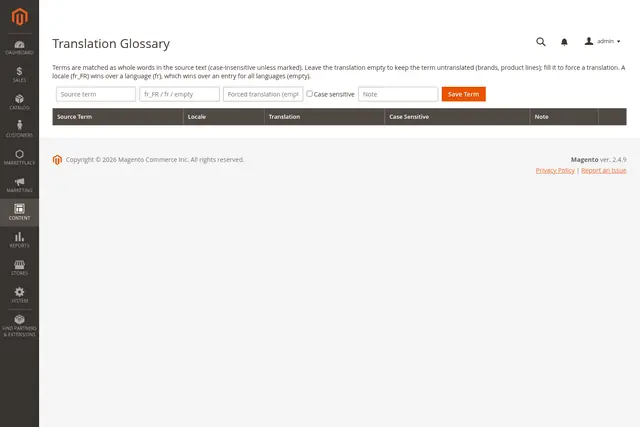 Translation Glossary
admin
Terms are matched as whole words in the source text (case-insensitive unless marked). Leave the translation empty to keep the term untranslated (brands, product lines); fill it to force a translation. A
locale (fr_FR) wins over a language (fr), which wins over an entry for all languages (empty).
Source term
fr_FR / fr / empty
Forced translation (empt
Case sensitive
Note
Save Term
Source Term Locale Translation Case Sensitive Note
Copyright © 2026 Magento Commerce Inc. All rights reserved.
Magento ver. 2.4.9
Privacy Policy | Report an Issue
DASHBOARD
SALES
CATALOG
CUSTOMERS
MARKETPLACE
MARKETING
CONTENT
REPORTS
STORES
SYSTEM
FIND PARTNERS
& EXTENSIONS